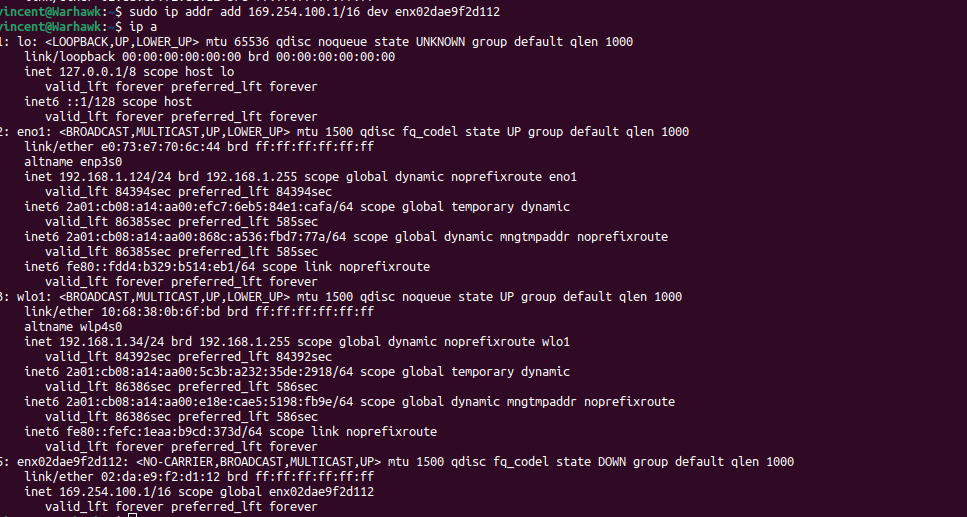 vincent@Warhawk:~$ sudo ip addr add 169.254.100.1/16 dev enx02dae9f2d112
vincent@Warhawk:~$ ip a
1: lo: <LOOPBACK,UP,LOWER_UP> mtu 65536 qdisc noqueue state UNKNOWN group default qlen 1000
link/loopback 00:00:00:00:00:00 brd 00:00:00:00:00:00
inet 127.0.0.1/8 scope host lo
valid_lft forever preferred_lft forever
inet6 ::1/128 scope host
valid_lft forever preferred_lft forever
2: eno1: <BROADCAST,MULTICAST,UP,LOWER_UP> mtu 1500 qdisc fq_codel state UP group default qlen 1000
link/ether e0:73:e7:70:6c:44 brd ff:ff:ff:ff:ff:ff
altname enp3s0
inet 192.168.1.124/24 brd 192.168.1.255 scope global dynamic noprefixroute eno1
valid_lft 84394sec preferred_lft 84394sec
inet6 2a01:cb08:a14:aa00:efc7:6eb5:84e1:cafa/64 scope global temporary dynamic
valid_lft 86385sec preferred_lft 585sec
inet6 2a01:cb08:a14:aa00:868c:a536:fbd7:77a/64 scope global dynamic mngtmpaddr noprefixroute
valid_lft 86385sec preferred_lft 585sec
inet6 fe80::fdd4:b329:b514:eb1/64 scope link noprefixroute
valid_lft forever preferred_lft forever
3: wlo1: <BROADCAST,MULTICAST,UP,LOWER_UP> mtu 1500 qdisc noqueue state UP group default qlen 1000
link/ether 10:68:38:0b:6f:bd brd ff:ff:ff:ff:ff:ff
altname wlp4s0
inet 192.168.1.34/24 brd 192.168.1.255 scope global dynamic noprefixroute wlo1
valid_lft 84392sec preferred_lft 84392sec
inet6 2a01:cb08:a14:aa00:5c3b:a232:35de:2918/64 scope global temporary dynamic
valid_lft 86386sec preferred_lft 586sec
inet6 2a01:cb08:a14:aa00:e18e:cae5:5198:fb9e/64 scope global dynamic mngtmpaddr noprefixroute
valid_lft 86386sec preferred_lft 586sec
inet6 fe80::fefc:1eaa:b9cd:373d/64 scope link noprefixroute
valid_lft forever preferred_lft forever
enx02dae9f2d112: <NO-CARRIER,BROADCAST,MULTICAST,UP> mtu 1500 qdisc fq_codel state DOWN group default qlen 1000
link/ether 02:da:e9:f2:d1:12 brd ff:ff:ff:ff:ff:ff
inet 169.254.100.1/16 scope global enx02dae9f2d112
valid_lft forever preferred_lft forever